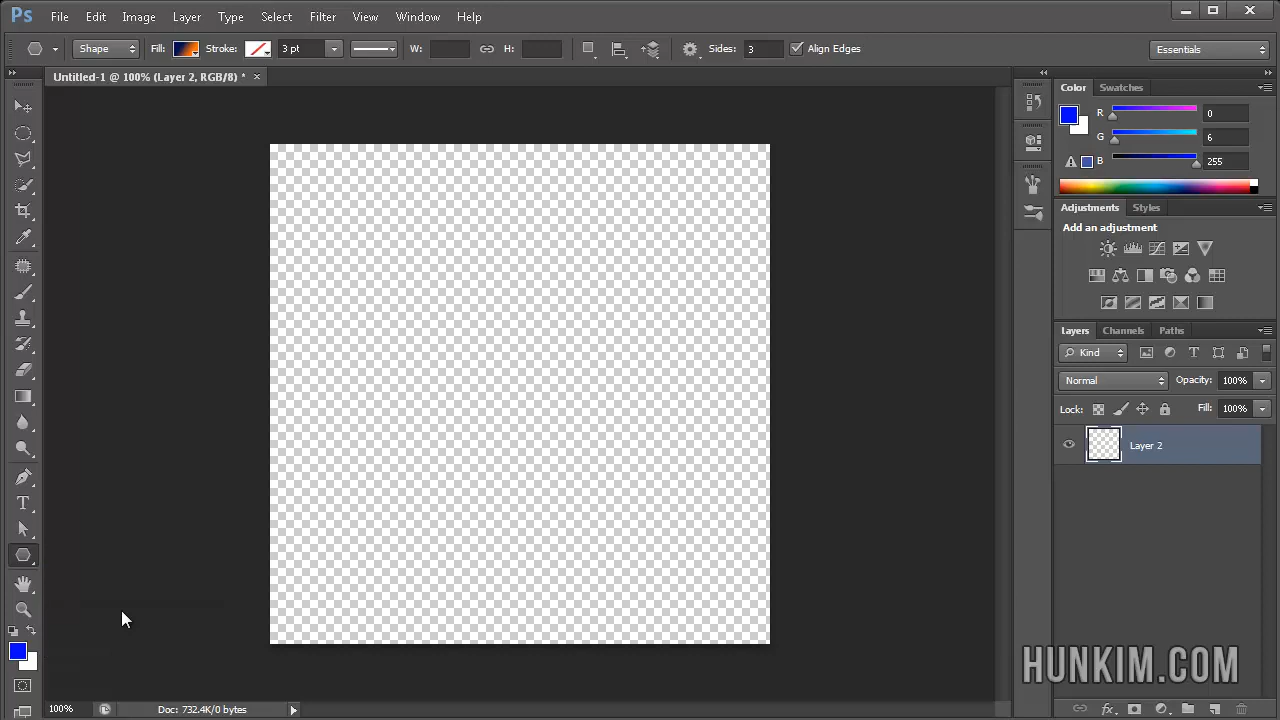 Ps File Edit Image Layer Type Select Filter View Window Help
Shape Fill: Stroke: 3 pt W: H: Sides: 3 Align Edges Essentials
Untitled-1 @ 100% (Layer 2, RGB/8) * ×
Color Swatches
R 0
G 6
B 255
Adjustments Styles
Add an adjustment
Layers Channels Paths
Kind
Normal Opacity: 100%
Lock: Fill: 100%
Layer 2
HUNKIM.COM
100% Doc: 732.4K/0 bytes